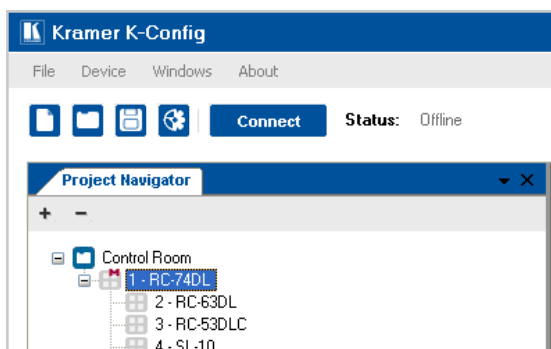 Kramer K-Config
File Device Windows About
Connect Status: Offline
Project Navigator
+ -
Control Room
1 - RC-74DL
2 - RC-63DL
3 - RC-53DLC
4 - SL-10